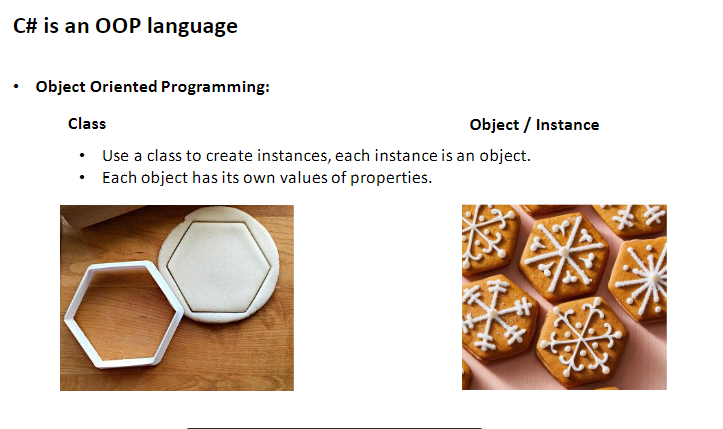 C# is an OOP language
• Object Oriented Programming:
Class
Object / Instance
• Use a class to create instances, each instance is an object.
• Each object has its own values of properties.